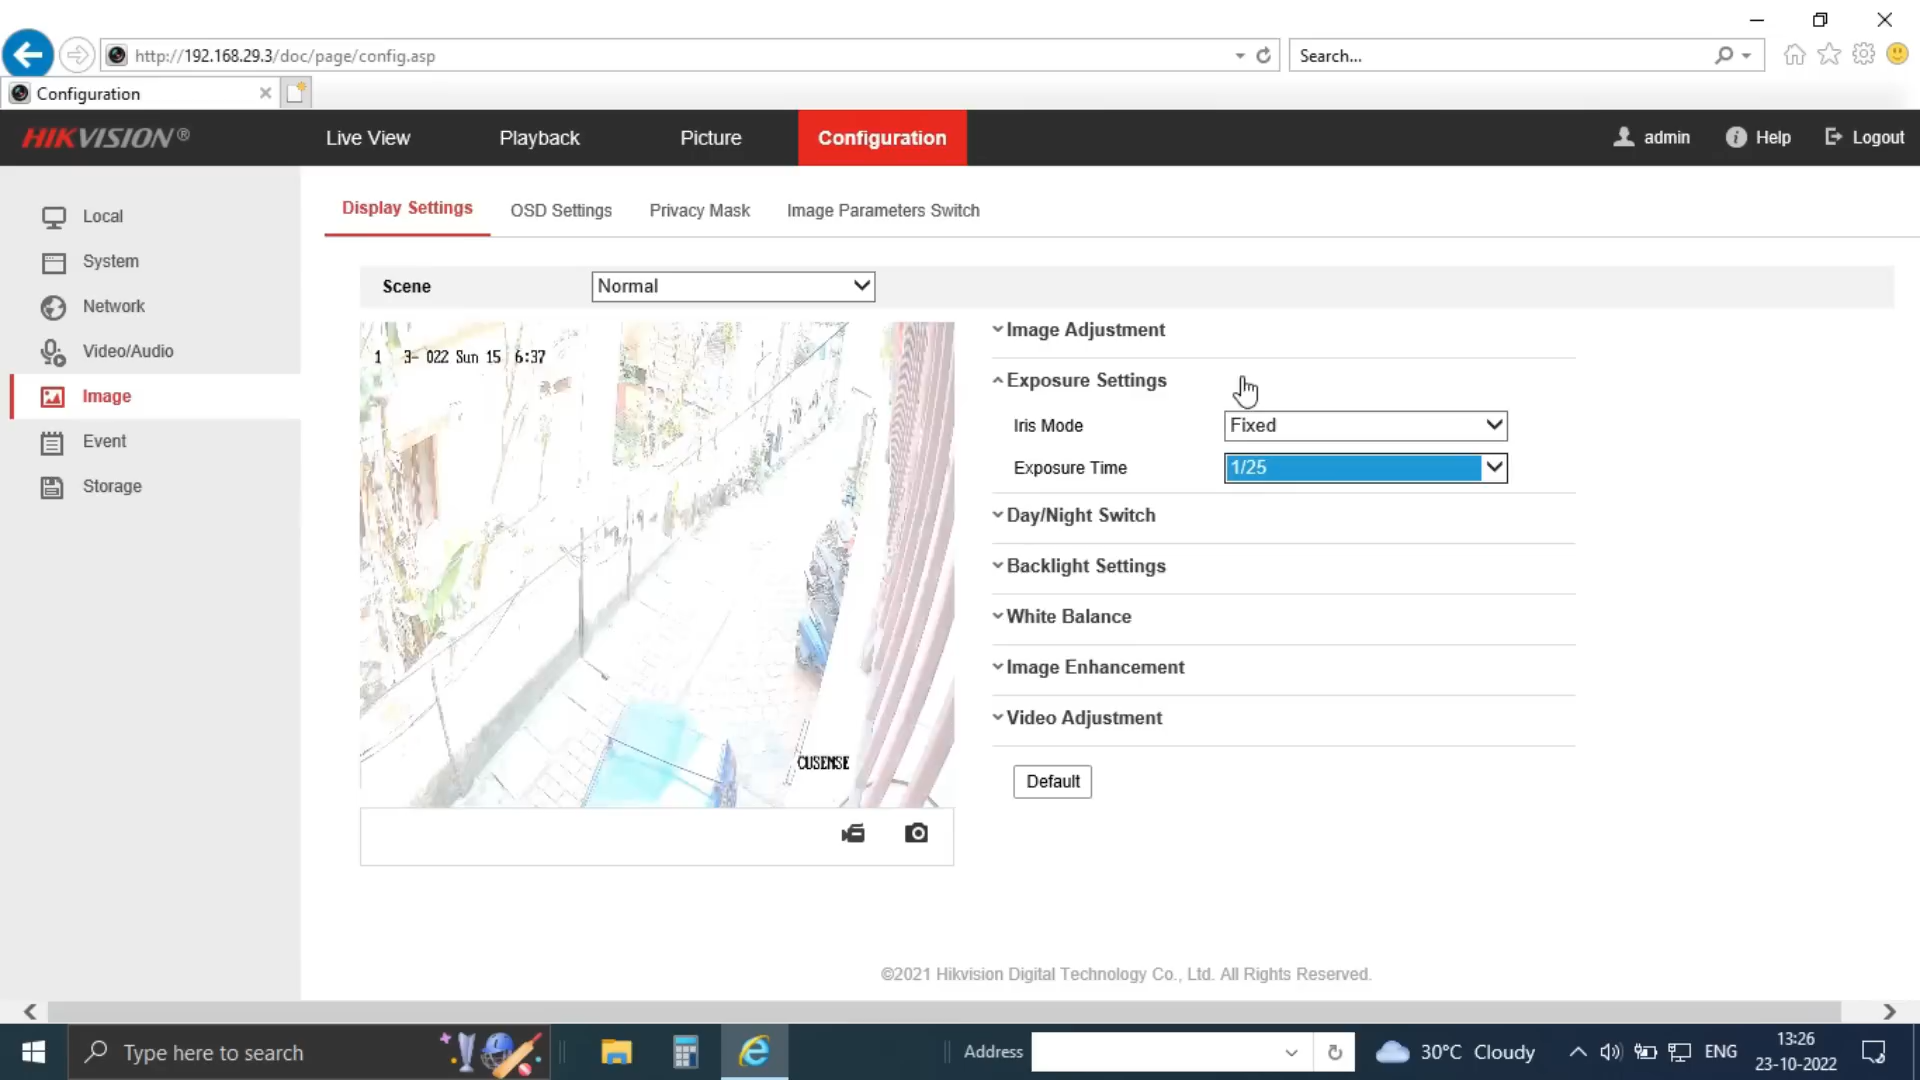 http://192.168.29.3/doc/page/config.asp
Search...
Configuration
HIKVISION®
Live View
Playback
Picture
Configuration
admin
Help
Logout
Local
System
Network
Video/Audio
Image
Event
Storage
Display Settings
OSD Settings
Privacy Mask
Image Parameters Switch
Scene
Normal
1 3- 022 Sun 15 6:37
CUSENSE
Image Adjustment
Exposure Settings
Iris Mode
Fixed
Exposure Time
1/25
Day/Night Switch
Backlight Settings
White Balance
Image Enhancement
Video Adjustment
Default
©2021 Hikvision Digital Technology Co., Ltd. All Rights Reserved.
Type here to search
Address
30°C Cloudy
ENG
13:26
23-10-2022